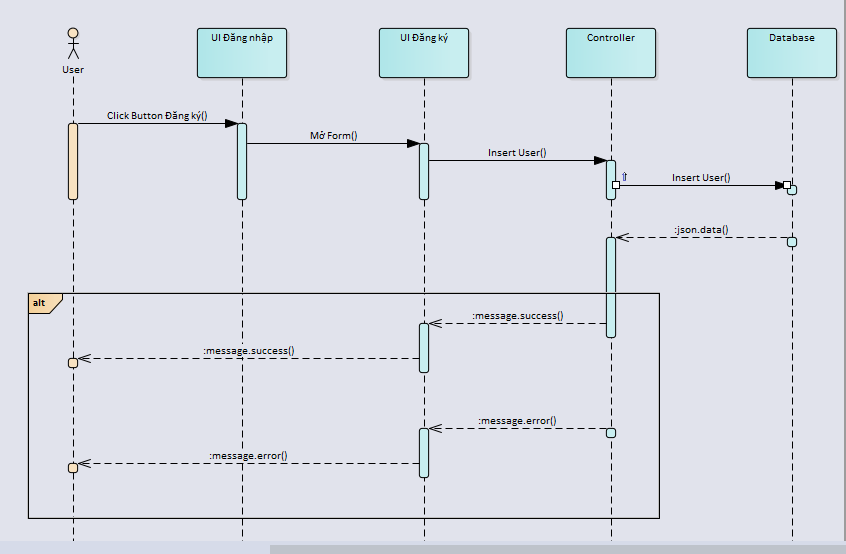 User
UI Đăng nhập
UI Đăng ký
Controller
Database
Click Button Đăng ký()
Mở Form()
Insert User()
Insert User()
:json.data()
alt
:message.success()
:message.success()
:message.error()
:message.error()